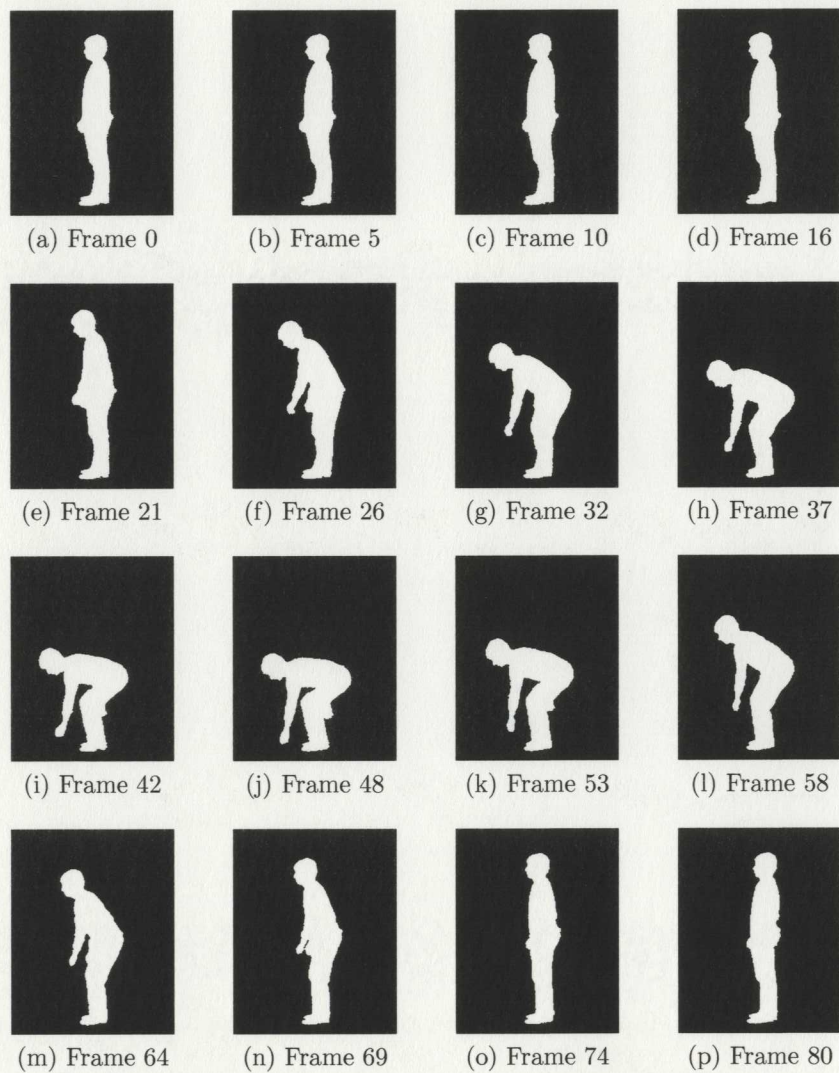 (a) Frame 0 (b) Frame 5 (c) Frame 10 (d) Frame 16
(e) Frame 21 (f) Frame 26 (g) Frame 32 (h) Frame 37
(i) Frame 42 (j) Frame 48 (k) Frame 53 (l) Frame 58
(m) Frame 64 (n) Frame 69 (o) Frame 74 (p) Frame 80